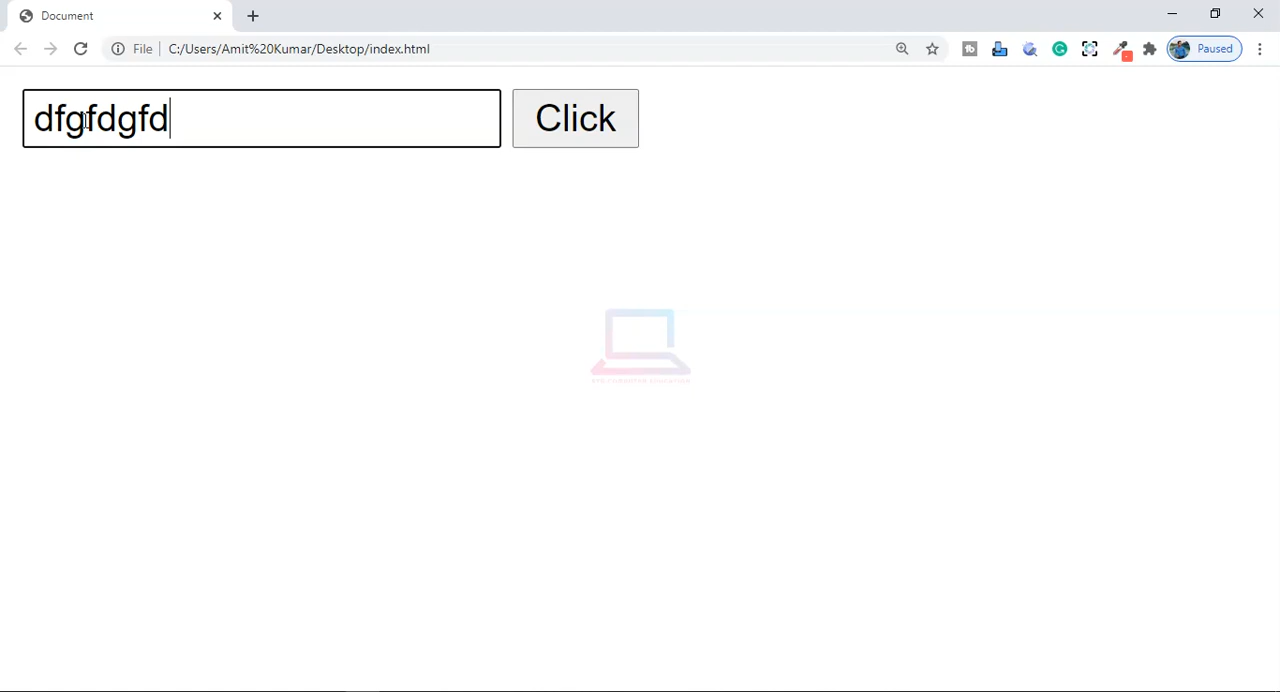 Document
File C:/Users/Amit%20Kumar/Desktop/index.html
Paused
dfgfdgfd
Click